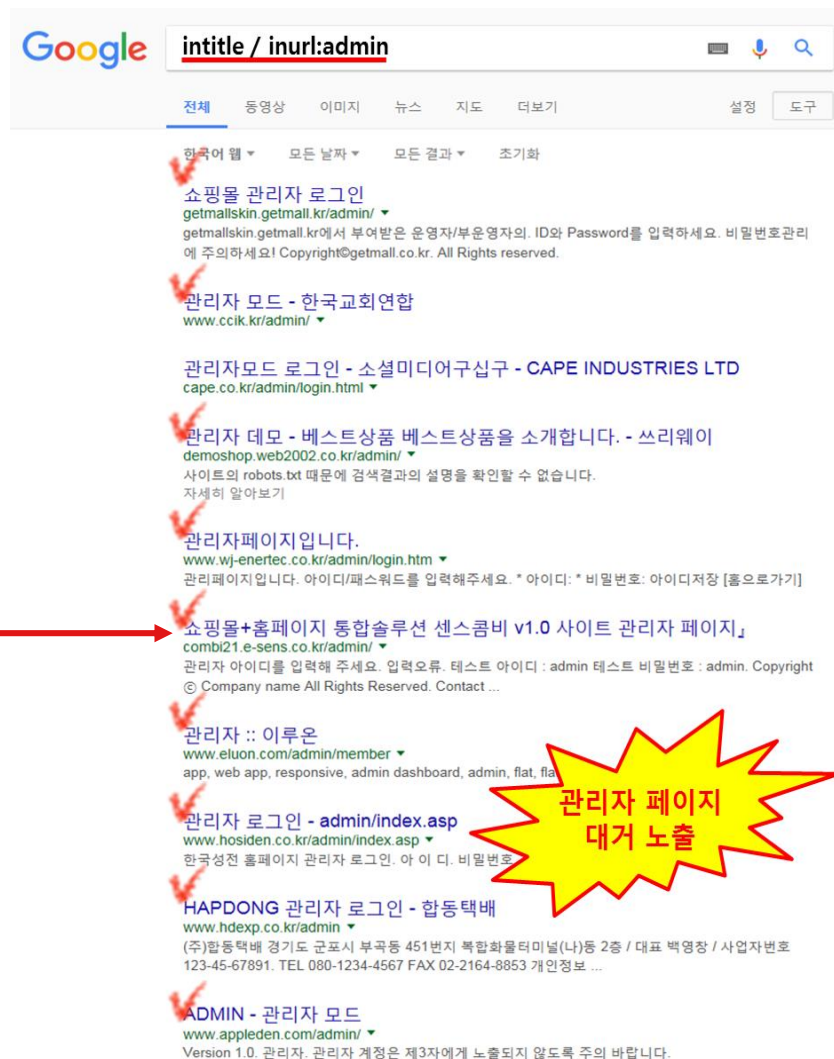 Google
intitle / inurl:admin
전체 동영상 이미지 뉴스 지도 더보기 설정 도구
한국어 웹 모든 날짜 모든 결과 초기화
쇼핑몰 관리자 로그인
getmallskin.getmall.kr/admin/
getmallskin.getmall.kr에서 부여받은 운영자/부운영자의. ID와 Password를 입력하세요. 비밀번호관리
에 주의하세요! Copyright©getmall.co.kr. All Rights reserved.
관리자 모드 - 한국교회연합
www.ccik.kr/admin/
관리자모드 로그인 - 소셜미디어구십구 - CAPE INDUSTRIES LTD
cape.co.kr/admin/login.html
관리자 데모 - 베스트상품 베스트상품을 소개합니다. - 쓰리웨이
demoshop.web2002.co.kr/admin/
사이트의 robots.txt 때문에 검색결과의 설명을 확인할 수 없습니다.
자세히 알아보기
관리자페이지입니다.
www.wj-enertec.co.kr/admin/login.htm
관리페이지입니다. 아이디/패스워드를 입력해주세요. * 아이디: * 비밀번호: 아이디저장 [홈으로가기]
쇼핑몰+홈페이지 통합솔루션 센스콤비 v1.0 사이트 관리자 페이지』
combi21.e-sens.co.kr/admin/
관리자 아이디를 입력해 주세요. 입력오류. 테스트 아이디 : admin 테스트 비밀번호 : admin. Copyright
ⓒ Company name All Rights Reserved. Contact ...
관리자 :: 이루온
www.eluon.com/admin/member
app, web app, responsive, admin dashboard, admin, flat, fla
관리자 페이지
대거 노출
관리자 로그인 - admin/index.asp
www.hosiden.co.kr/admin/index.asp
한국성전 홈페이지 관리자 로그인. 아 이 디. 비밀번호
HAPDONG 관리자 로그인 - 합동택배
www.hdexp.co.kr/admin
(주)합동택배 경기도 군포시 부곡동 451번지 복합화물터미널(나)동 2층 / 대표 백영창 / 사업자번호
123-45-67891. TEL 080-1234-4567 FAX 02-2164-8853 개인정보 ...
ADMIN - 관리자 모드
www.appleden.com/admin/
Version 1.0. 관리자. 관리자 계정은 제3자에게 노출되지 않도록 주의 바랍니다.